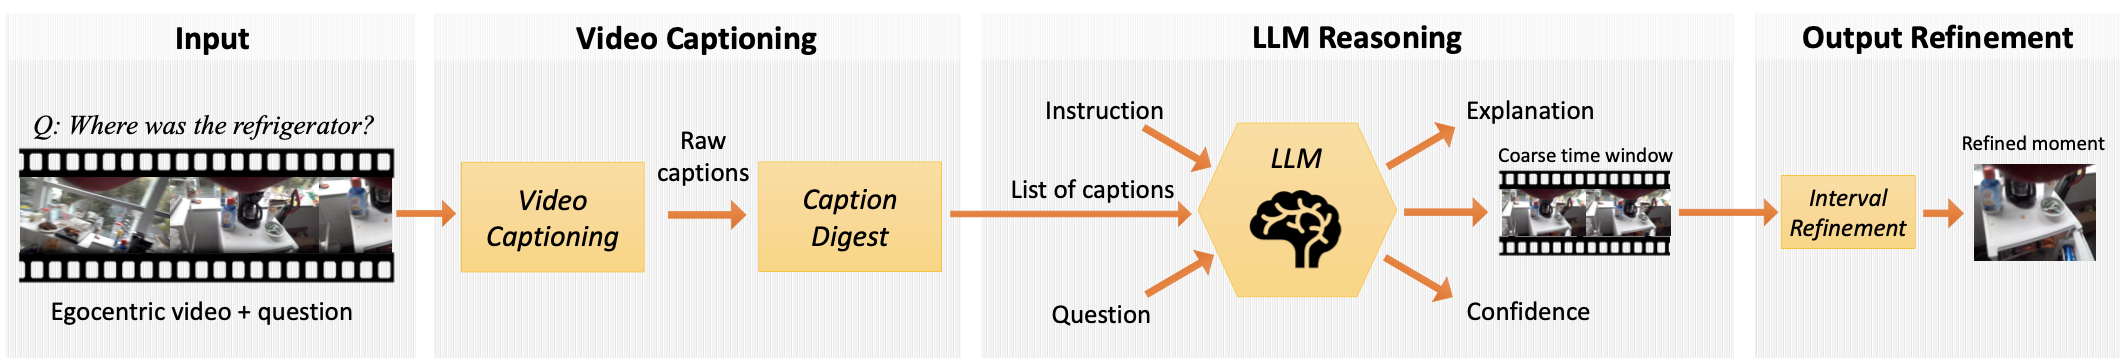 Input
Q: Where was the refrigerator?
Egocentric video + question
Video Captioning
Video
Captioning
Raw
captions
Caption
Digest
LLM Reasoning
Instruction
List of captions
Question
LLM
Explanation
Coarse time window
Confidence
Output Refinement
Interval
Refinement
Refined moment